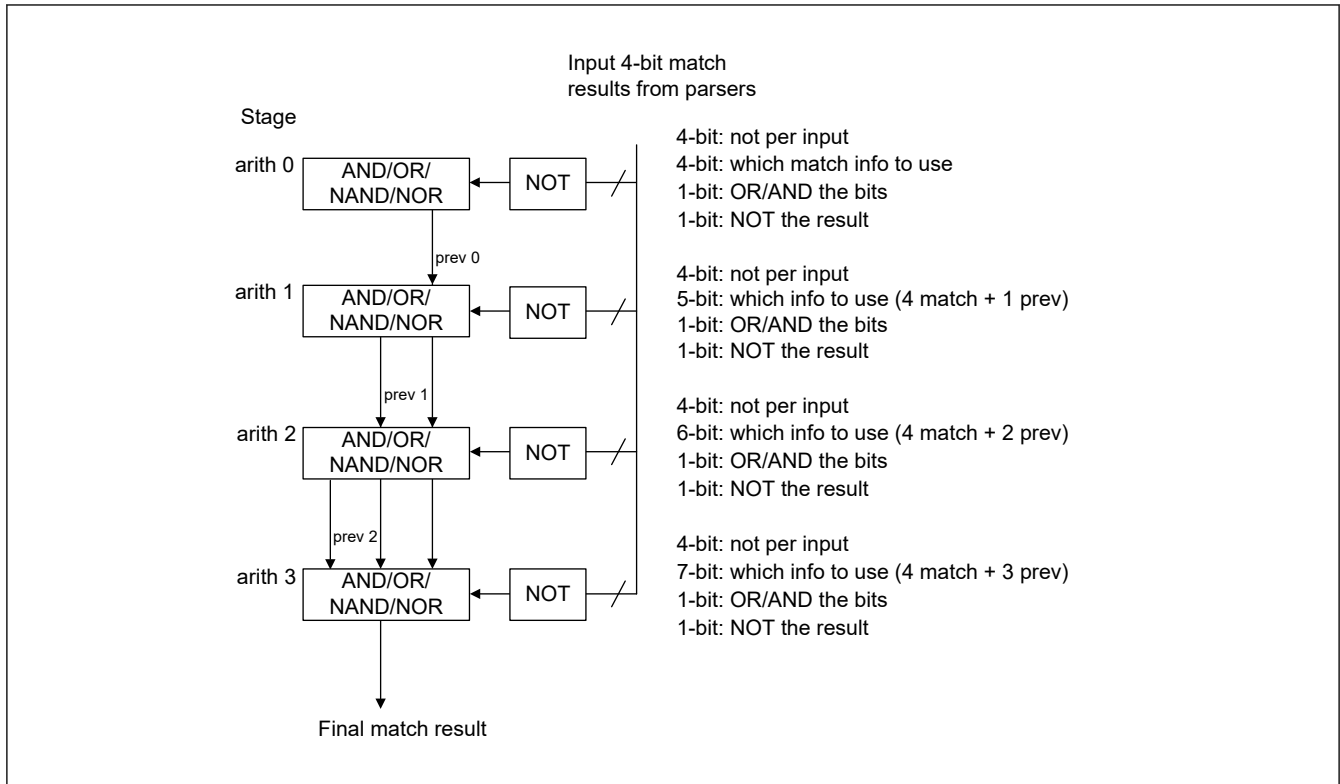 Input 4-bit match
results from parsers
Stage
arith 0
AND/OR/
NAND/NOR
NOT
4-bit: not per input
4-bit: which match info to use
1-bit: OR/AND the bits
1-bit: NOT the result
prev 0
arith 1
AND/OR/
NAND/NOR
NOT
4-bit: not per input
5-bit: which info to use (4 match + 1 prev)
1-bit: OR/AND the bits
1-bit: NOT the result
prev 1
arith 2
AND/OR/
NAND/NOR
NOT
4-bit: not per input
6-bit: which info to use (4 match + 2 prev)
1-bit: OR/AND the bits
1-bit: NOT the result
prev 2
arith 3
AND/OR/
NAND/NOR
NOT
4-bit: not per input
7-bit: which info to use (4 match + 3 prev)
1-bit: OR/AND the bits
1-bit: NOT the result
Final match result